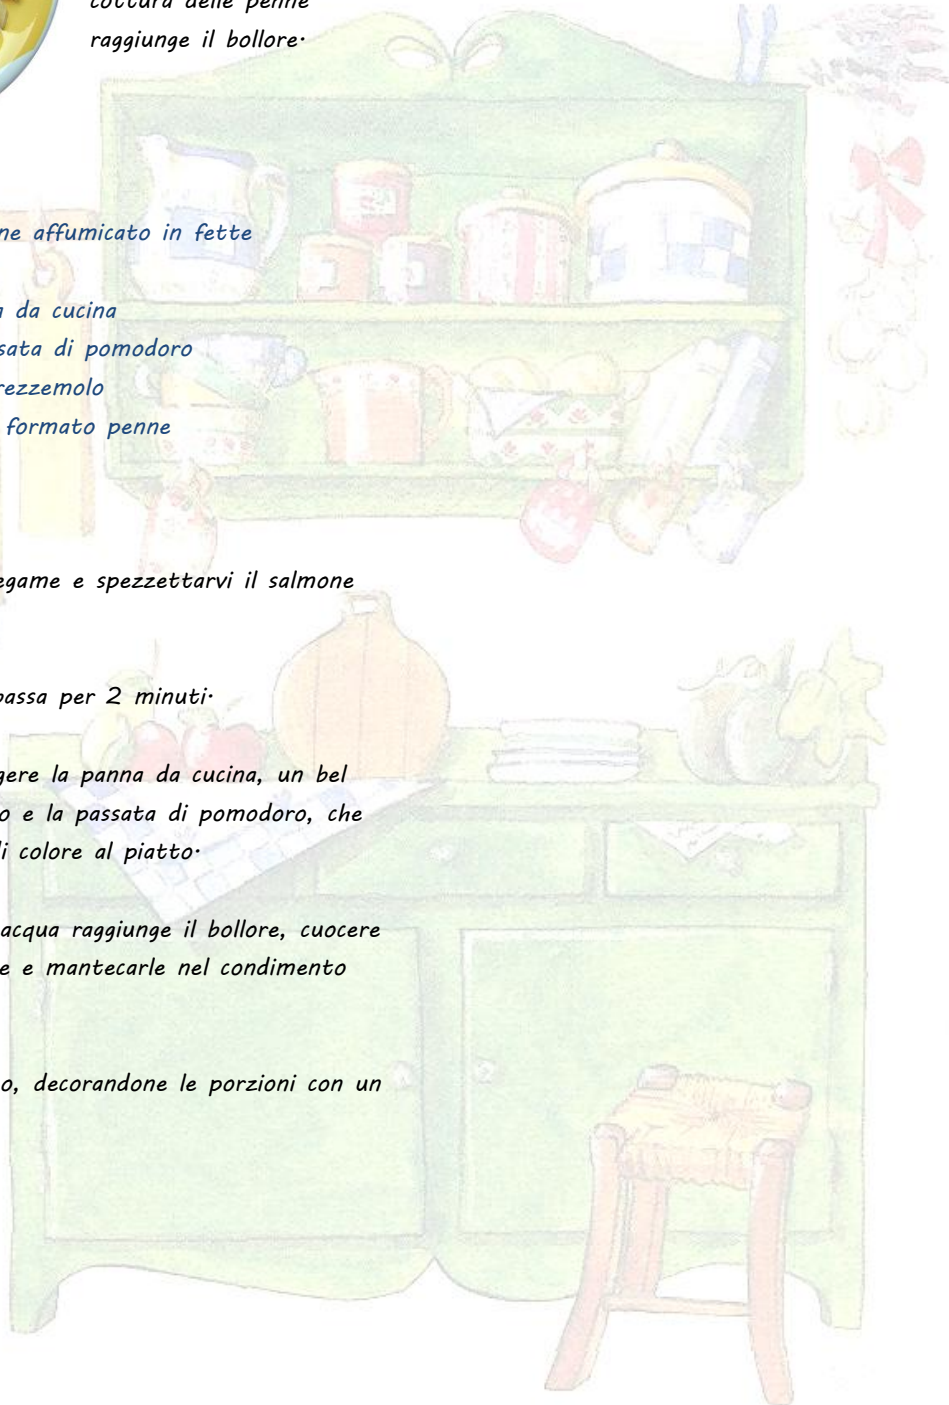 cottura delle penne
raggiunge il bollore.
ne affumicato in fette
da cucina
sata di pomodoro
rezzemolo
formato penne
egame e spezzettarvi il salmone
passa per 2 minuti.
gere la panna da cucina, un bel
o e la passata di pomodoro, che
di colore al piatto.
acqua raggiunge il bollore, cuocere
e e mantecarle nel condimento
o, decorandone le porzioni con un